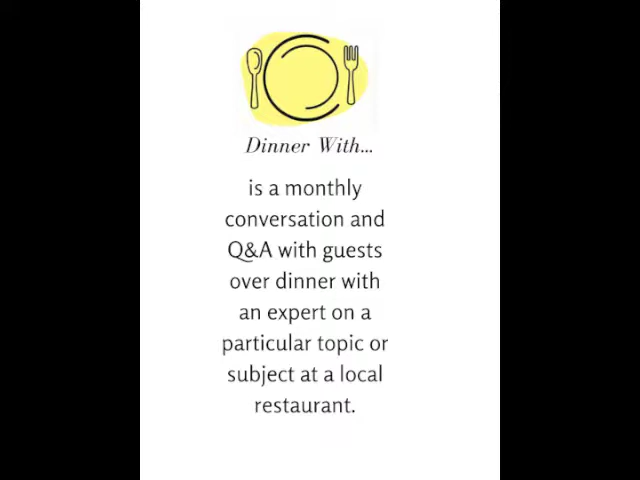 Dinner With...
is a monthly
conversation and
Q&A with guests
over dinner with
an expert on a
particular topic or
subject at a local
restaurant.